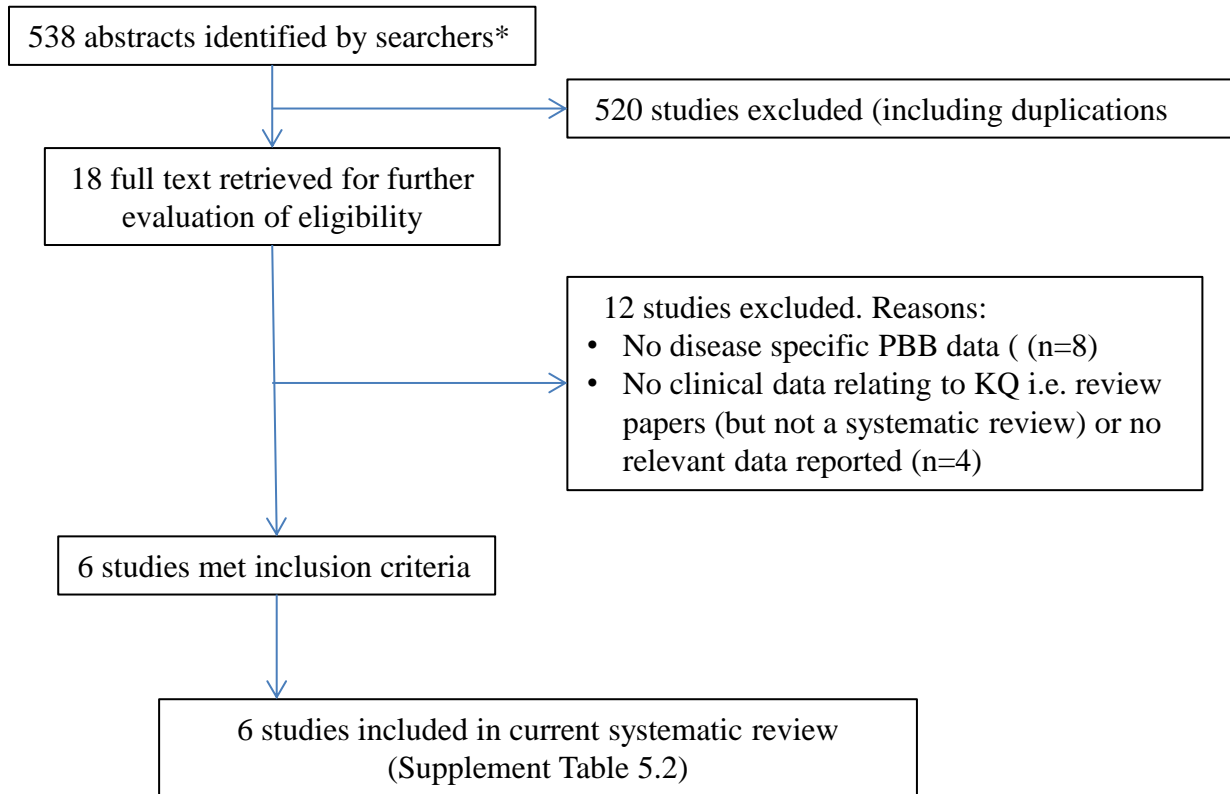 538 abstracts identified by searchers*
520 studies excluded (including duplications
18 full text retrieved for further
evaluation of eligibility
12 studies excluded. Reasons:
• No disease specific PBB data ( (n=8)
• No clinical data relating to KQ i.e. review
papers (but not a systematic review) or no
relevant data reported (n=4)
6 studies met inclusion criteria
6 studies included in current systematic review
(Supplement Table 5.2)